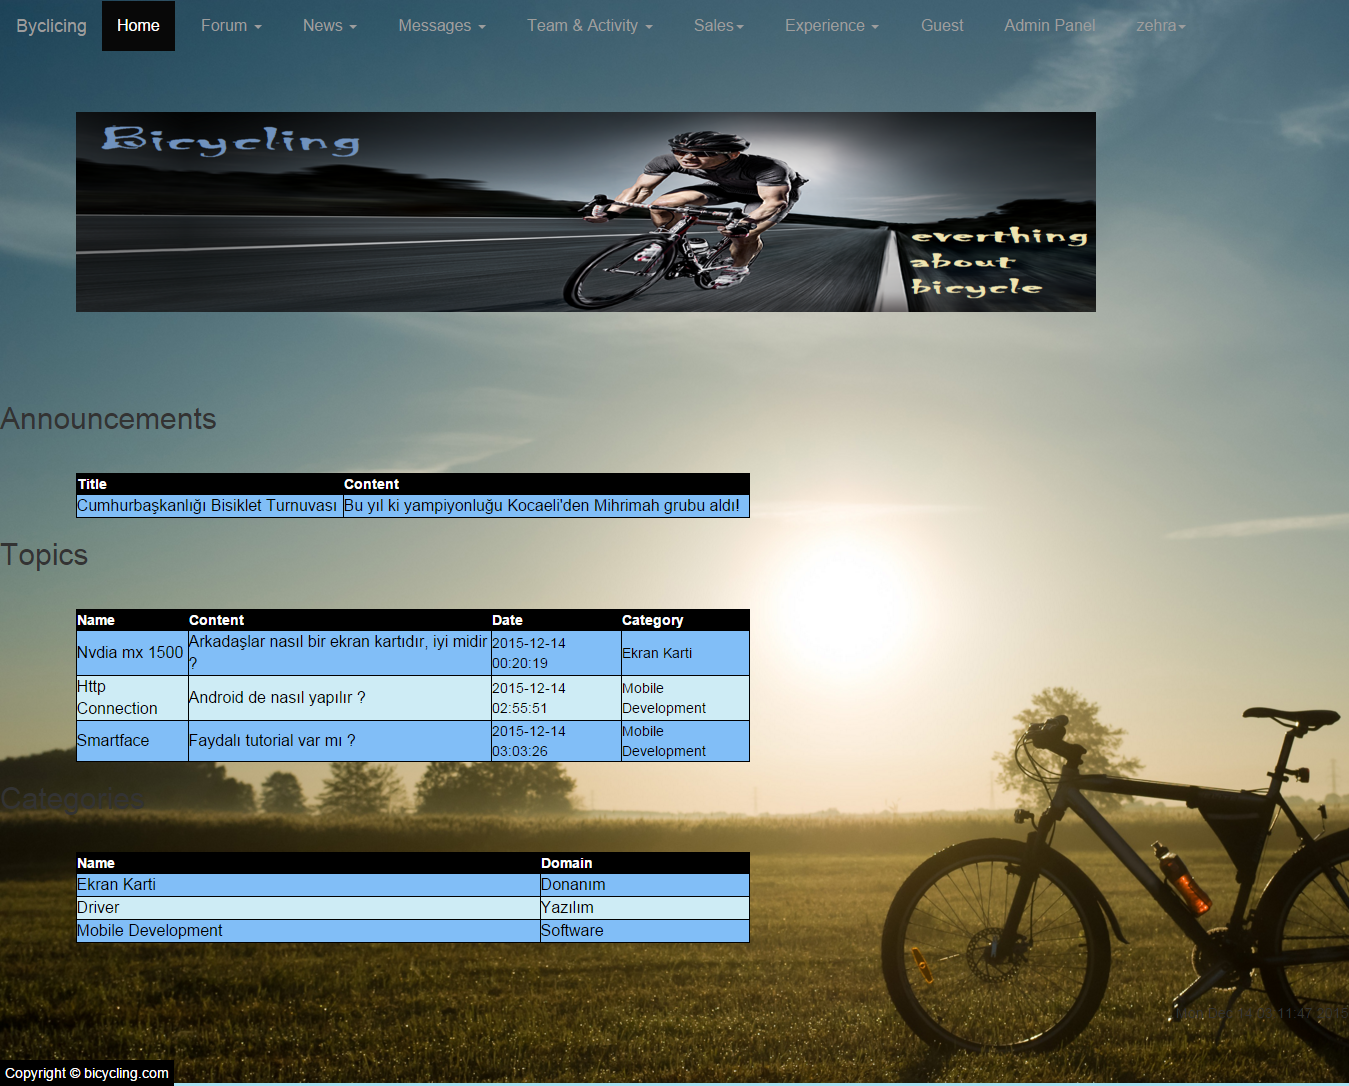 Byclicing Home Forum News Messages Team & Activity Sales Experience Guest Admin Panel zehra
Bicycling
everthing
about
bicycle
Announcements
Title Content
Cumhurbaşkanlığı Bisiklet Turnuvası Bu yıl ki yampiyonluğu Kocaeli'den Mihrimah grubu aldı!
Topics
Name Content Date Category
Nvdia mx 1500 Arkadaşlar nasıl bir ekran kartıdır, iyi midir ? 2015-12-14 00:20:19 Ekran Karti
Http Connection Android de nasıl yapılır ? 2015-12-14 02:55:51 Mobile Development
Smartface Faydalı tutorial var mı ? 2015-12-14 03:03:26 Mobile Development
Categories
Name Domain
Ekran Karti Donanım
Driver Yazılım
Mobile Development Software
Copyright © bicycling.com